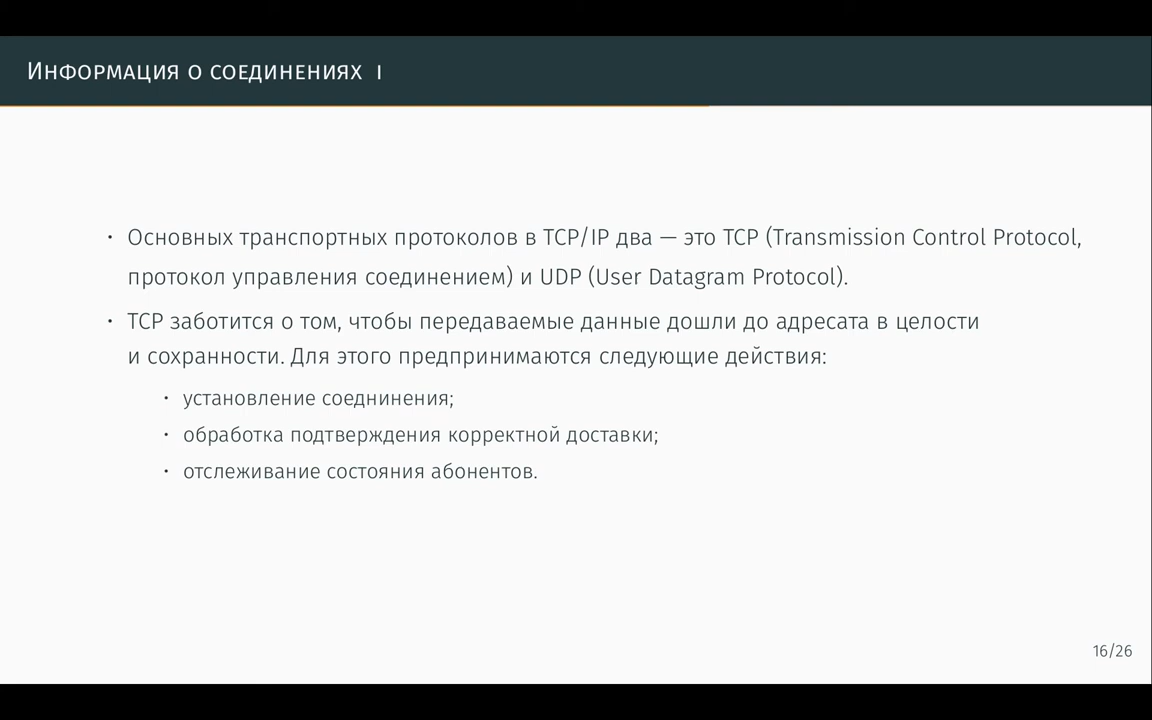 Информация о соединениях I
• Основных транспортных протоколов в TCP/IP два — это TCP (Transmission Control Protocol,
протокол управления соединением) и UDP (User Datagram Protocol).
• TCP заботится о том, чтобы передаваемые данные дошли до адресата в целости
и сохранности. Для этого предпринимаются следующие действия:
• установление соеднинения;
• обработка подтверждения корректной доставки;
• отслеживание состояния абонентов.
16/26